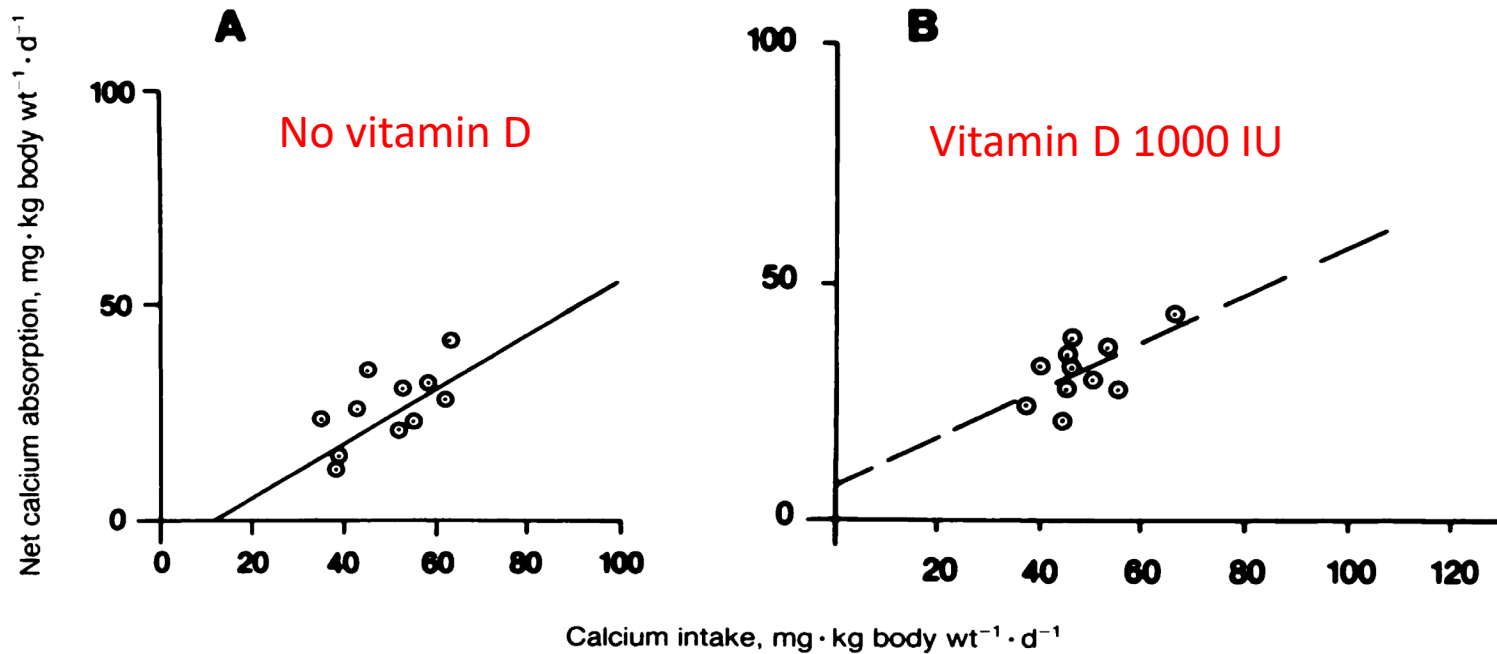 A
B
No vitamin D
Vitamin D 1000 IU
Net calcium absorption, mg · kg body wt⁻¹ · d⁻¹
100
50
0
0 20 40 60 80 100
100
50
0
20 40 60 80 100 120
Calcium intake, mg · kg body wt⁻¹ · d⁻¹